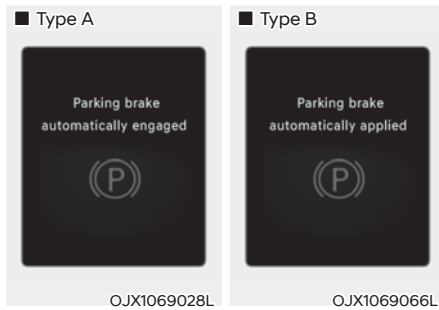 ■ Type A
Parking brake
automatically engaged
P
OJX1069028L
■ Type B
Parking brake
automatically applied
P
OJX1069066L